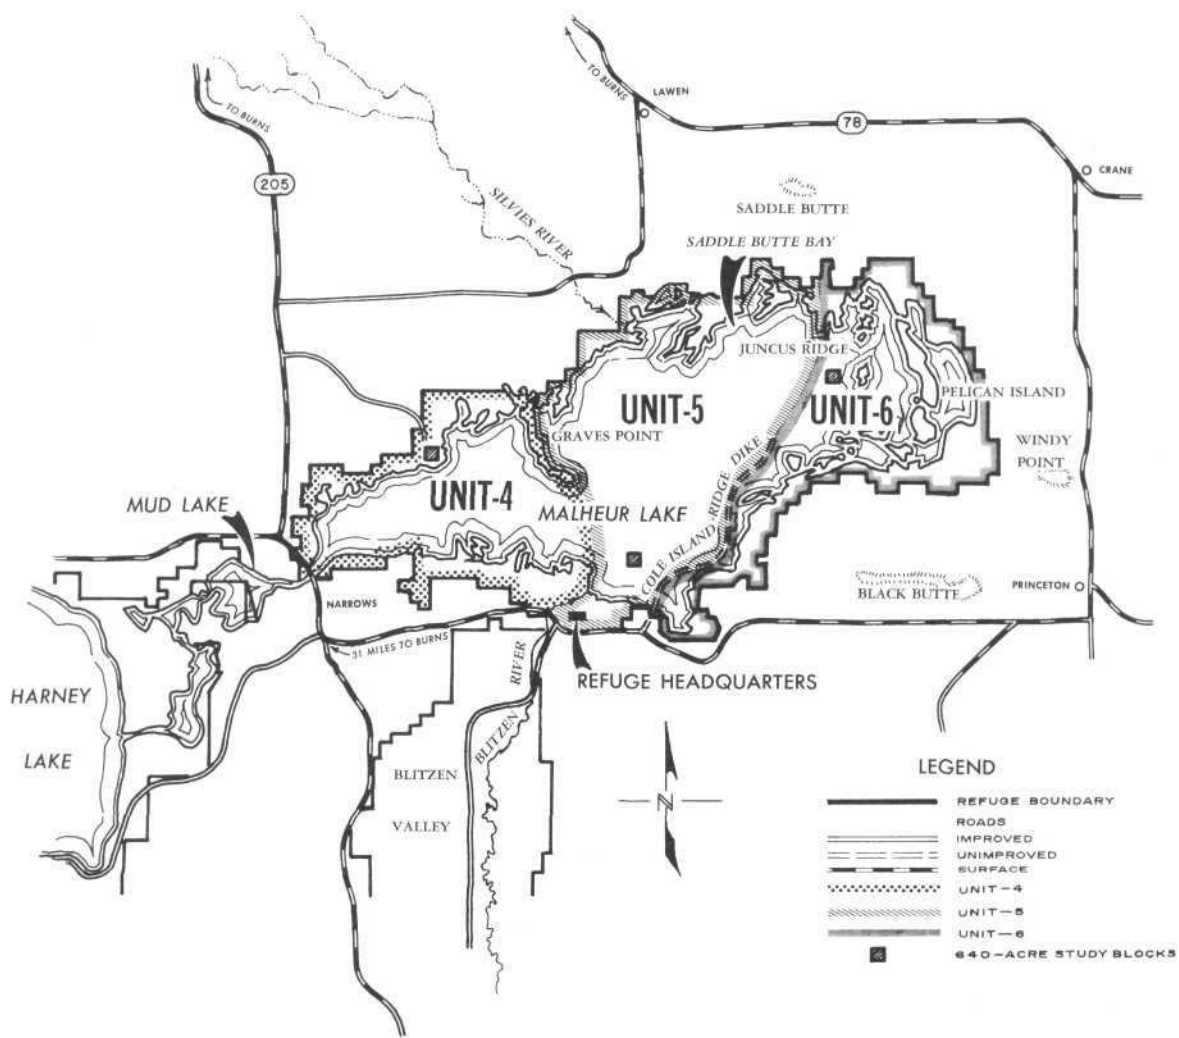 TO BURNS
LAWEN
78
TO BURNS
CRANE
205
SILVIES RIVER
SADDLE BUTTE
SADDLE BUTTE BAY
JUNCUS RIDGE
UNIT-5
UNIT-6
PELICAN ISLAND
GRAVES POINT
WINDY
POINT
UNIT-4
MUD LAKE
MALHEUR LAKE
COLE ISLAND RIDGE DIKE
BLACK BUTTE
PRINCETON
NARROWS
31 MILES TO BURNS
REFUGE HEADQUARTERS
HARNEY
LAKE
BLITZEN RIVER
BLITZEN
VALLEY
N
LEGEND
REFUGE BOUNDARY
ROADS
IMPROVED
UNIMPROVED
SURFACE
UNIT-4
UNIT-5
UNIT-6
640-ACRE STUDY BLOCKS